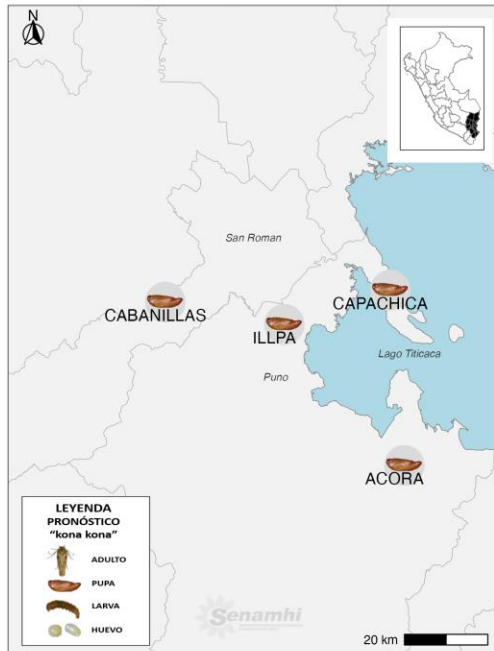 N
San Roman
CABANILLAS
ILLPA
CAPACHICA
Lago Titicaca
Puno
ACORA
LEYENDA
PRONÓSTICO
"kona kona"
ADULTO
PUPA
LARVA
HUEVO
Senamhi
20 km